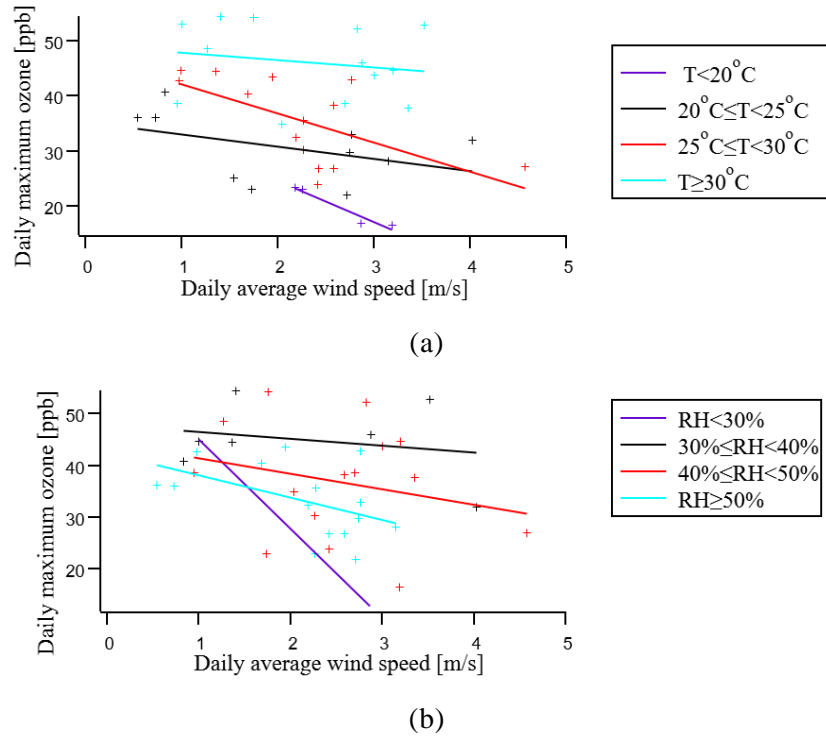 Daily maximum ozone [ppb]
50
40
30
20
0 1 2 3 4 5
Daily average wind speed [m/s]
T<20°C
20°C≤T<25°C
25°C≤T<30°C
T≥30°C
(a)
Daily maximum ozone [ppb]
50
40
30
20
0 1 2 3 4 5
Daily average wind speed [m/s]
RH<30%
30%≤RH<40%
40%≤RH<50%
RH≥50%
(b)